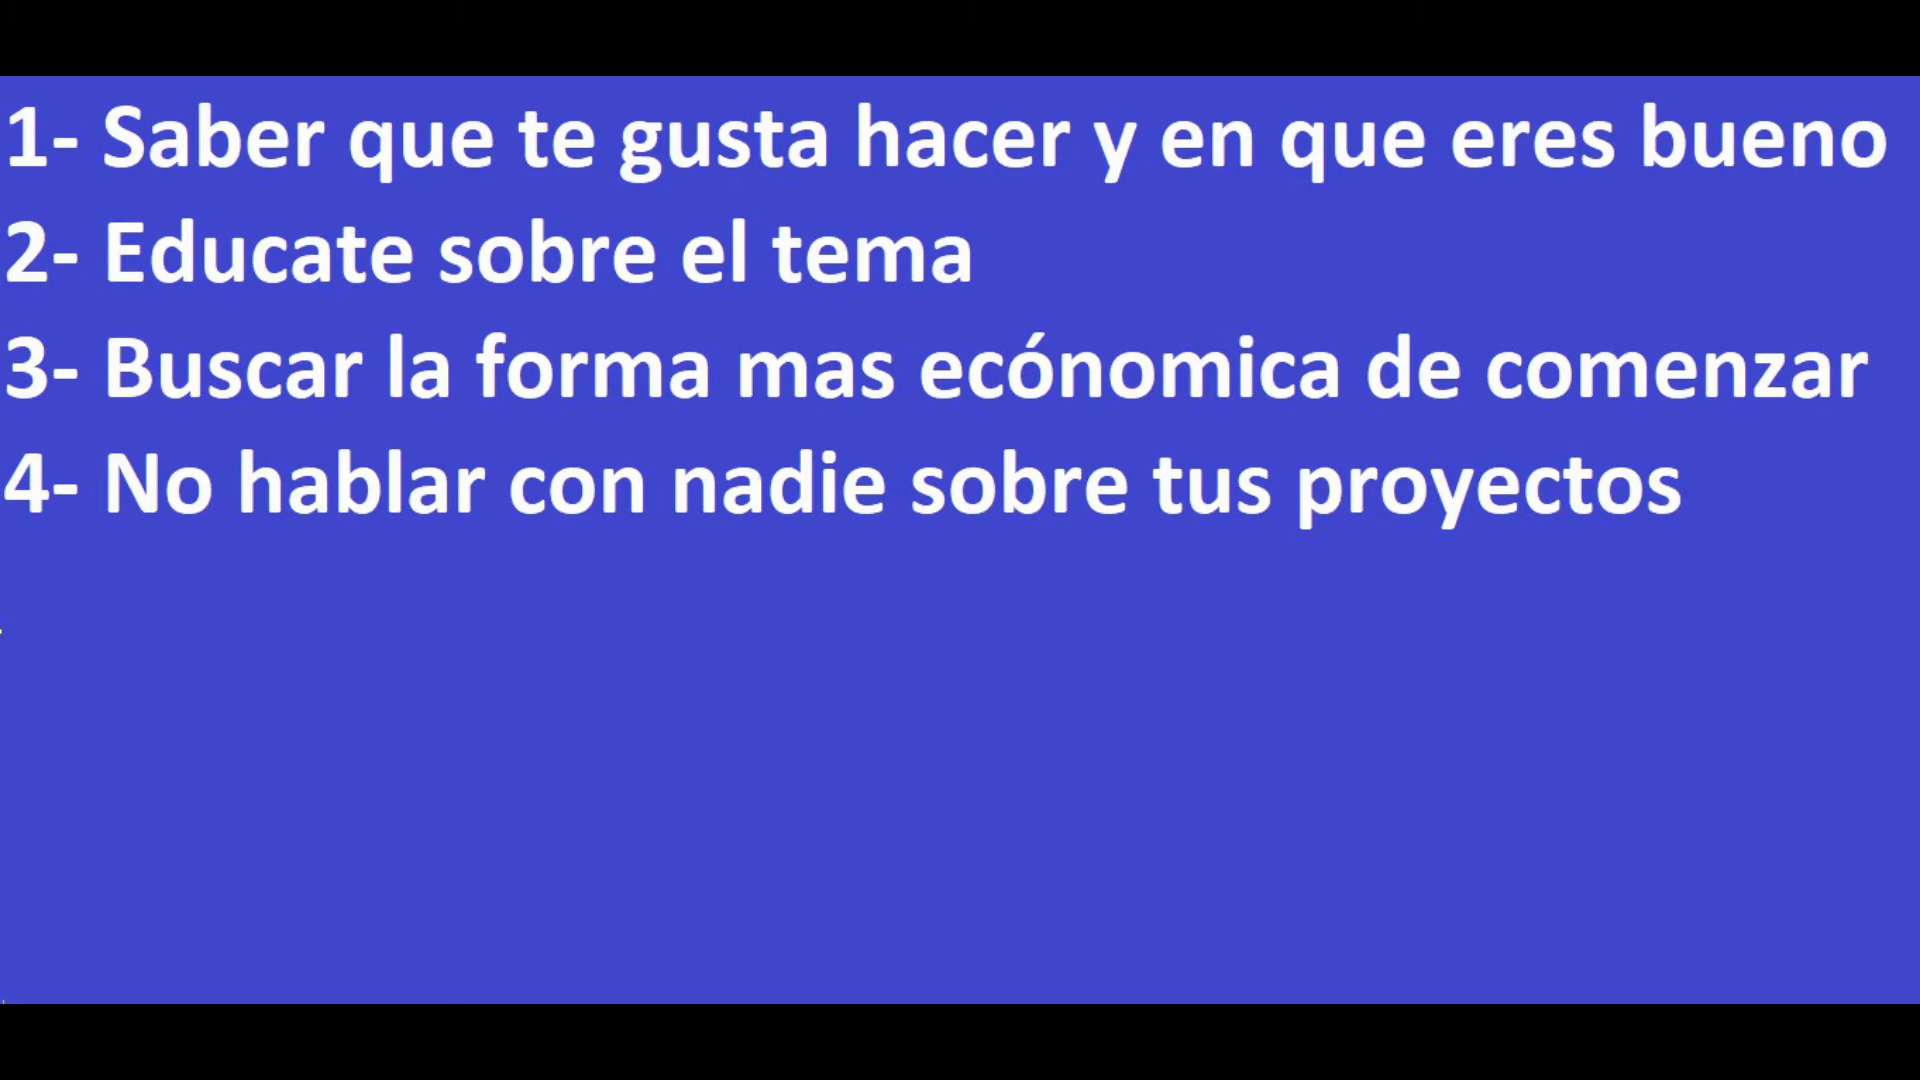 1- Saber que te gusta hacer y en que eres bueno
2- Educate sobre el tema
3- Buscar la forma mas ecónomica de comenzar
4- No hablar con nadie sobre tus proyectos